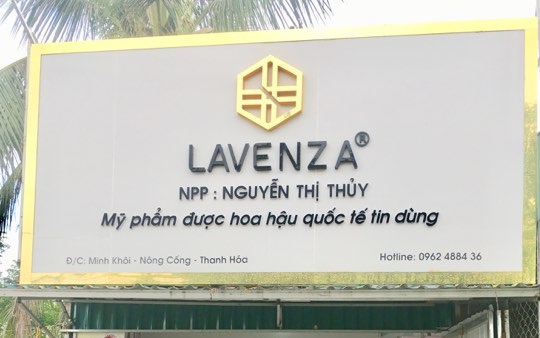 LAVENZA®
NPP : NGUYỄN THỊ THỦY
Mỹ phẩm được hoa hậu quốc tế tin dùng
Đ/C: Minh Khôi - Nông Cống - Thanh Hóa
Hotline: 0962 4884 36